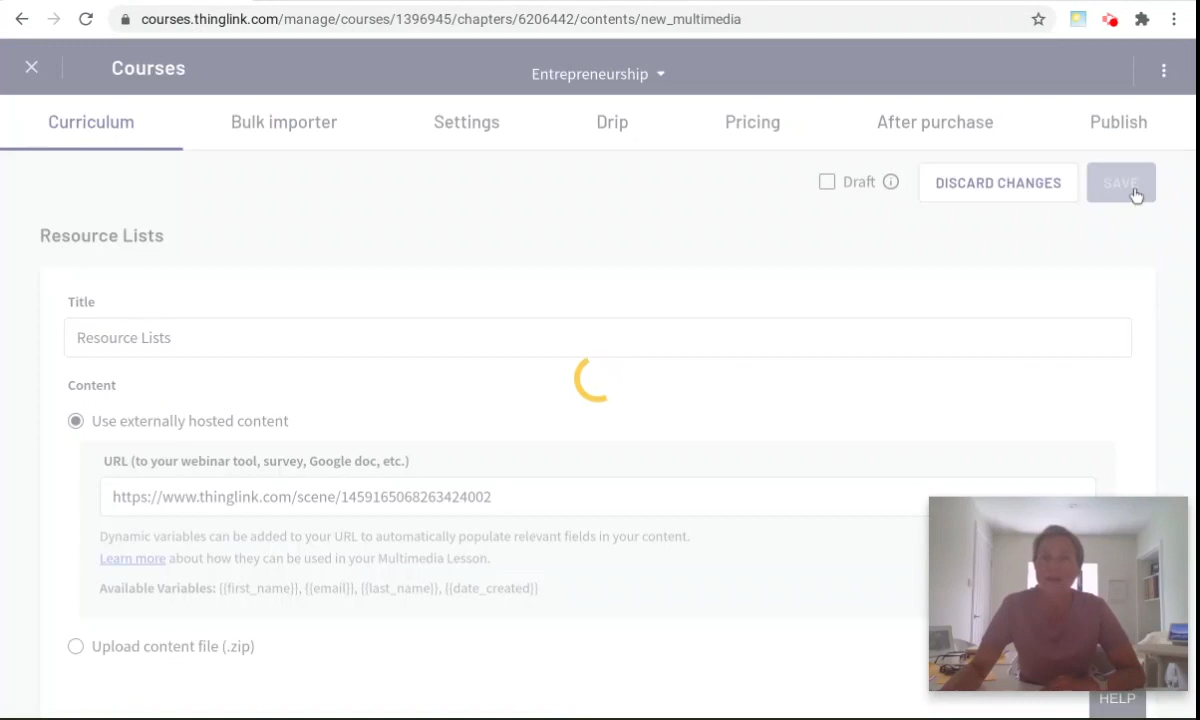 courses.thinglink.com/manage/courses/1396945/chapters/6206442/contents/new_multimedia
Courses
Entrepreneurship
Curriculum
Bulk importer
Settings
Drip
Pricing
After purchase
Publish
Draft
DISCARD CHANGES
SAVE
Resource Lists
Title
Resource Lists
Content
Use externally hosted content
URL (to your webinar tool, survey, Google doc, etc.)
https://www.thinglink.com/scene/1459165068263424002
Dynamic variables can be added to your URL to automatically populate relevant fields in your content.
Learn more about how they can be used in your Multimedia Lesson.
Available Variables: {{first_name}}, {{email}}, {{last_name}}, {{date_created}}
Upload content file (.zip)
HELP